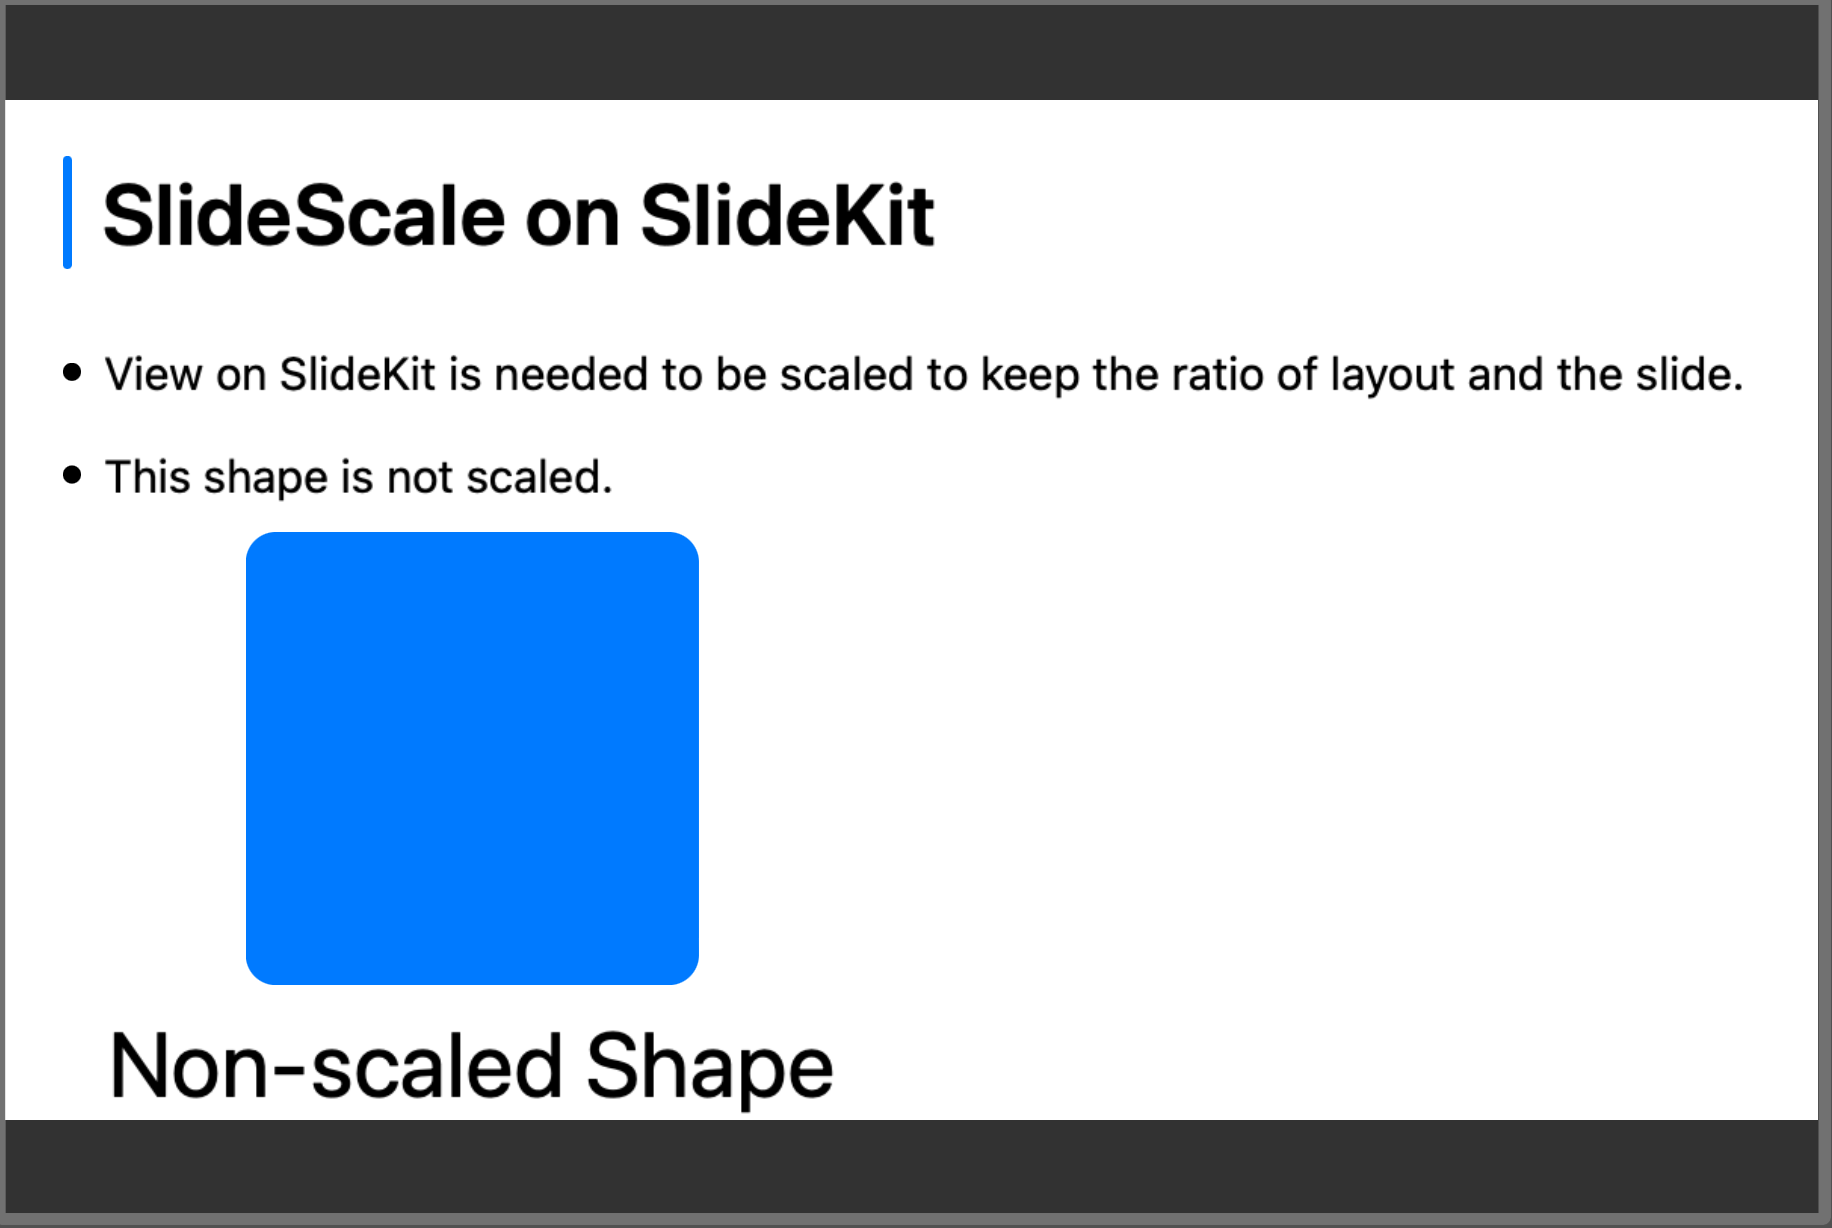 SlideScale on SlideKit
• View on SlideKit is needed to be scaled to keep the ratio of layout and the slide.
• This shape is not scaled.
Non-scaled Shape